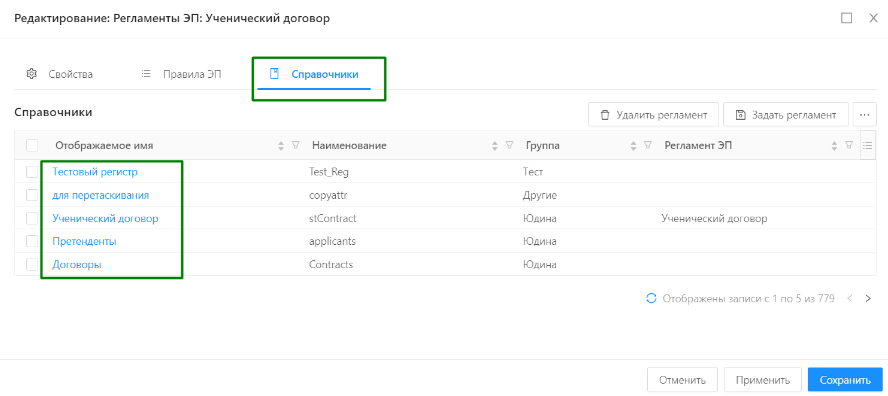 Редактирование: Регламенты ЭП: Ученический договор
Свойства Правила ЭП Справочники
Справочники Удалить регламент Задать регламент ...
Отображаемое имя Наименование Группа Регламент ЭП
Тестовый регистр Test_Reg Тест
для перетаскивания copyattr Другие
Ученический договор stContract Юдина Ученический договор
Претенденты applicants Юдина
Договоры Contracts Юдина
Отображены записи с 1 по 5 из 779
Отменить Применить Сохранить